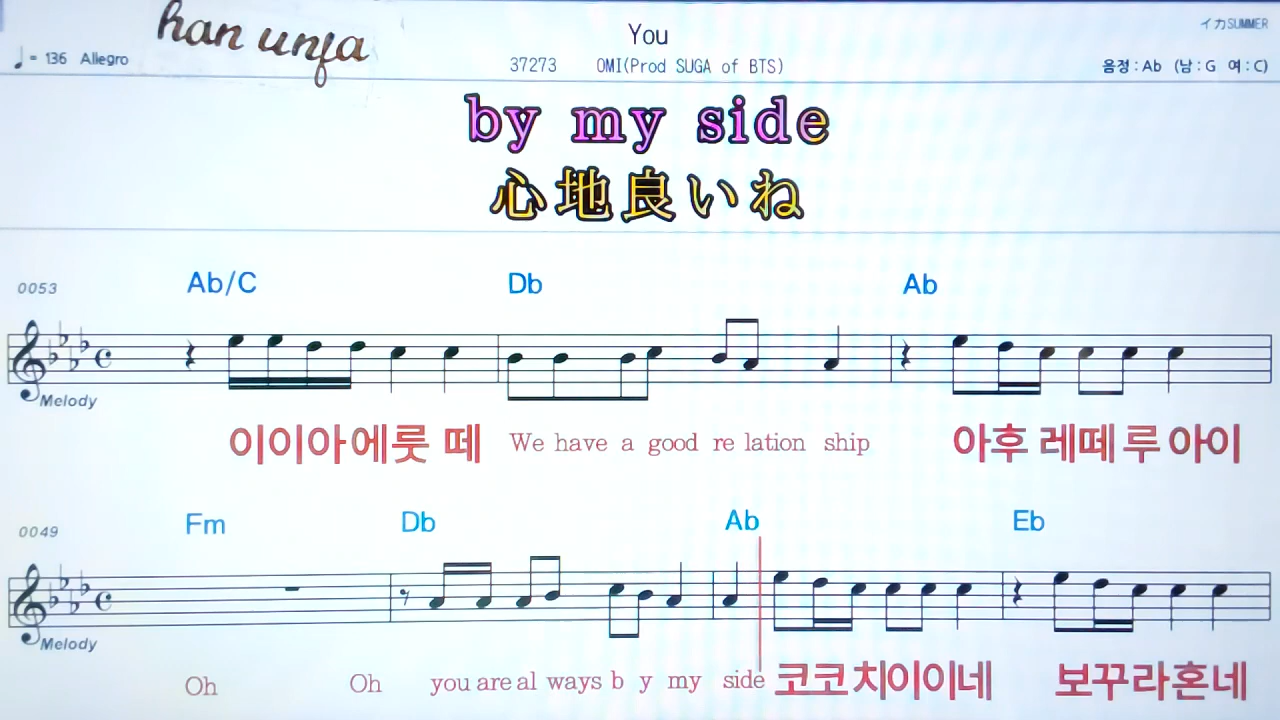 han unja
You
イカSUMMER
♩= 136 Allegro
37273 OMI(Prod SUGA of BTS)
음정:Ab (남:G 여:C)
by my side
心地良いね
0053 Ab/C Db Ab
Melody
이이아에룻 떼 We have a good re lation ship 아후 레떼루아이
0049 Fm Db Ab Eb
Melody
Oh Oh you are al ways b y my side 코코치이이네 보꾸라혼네